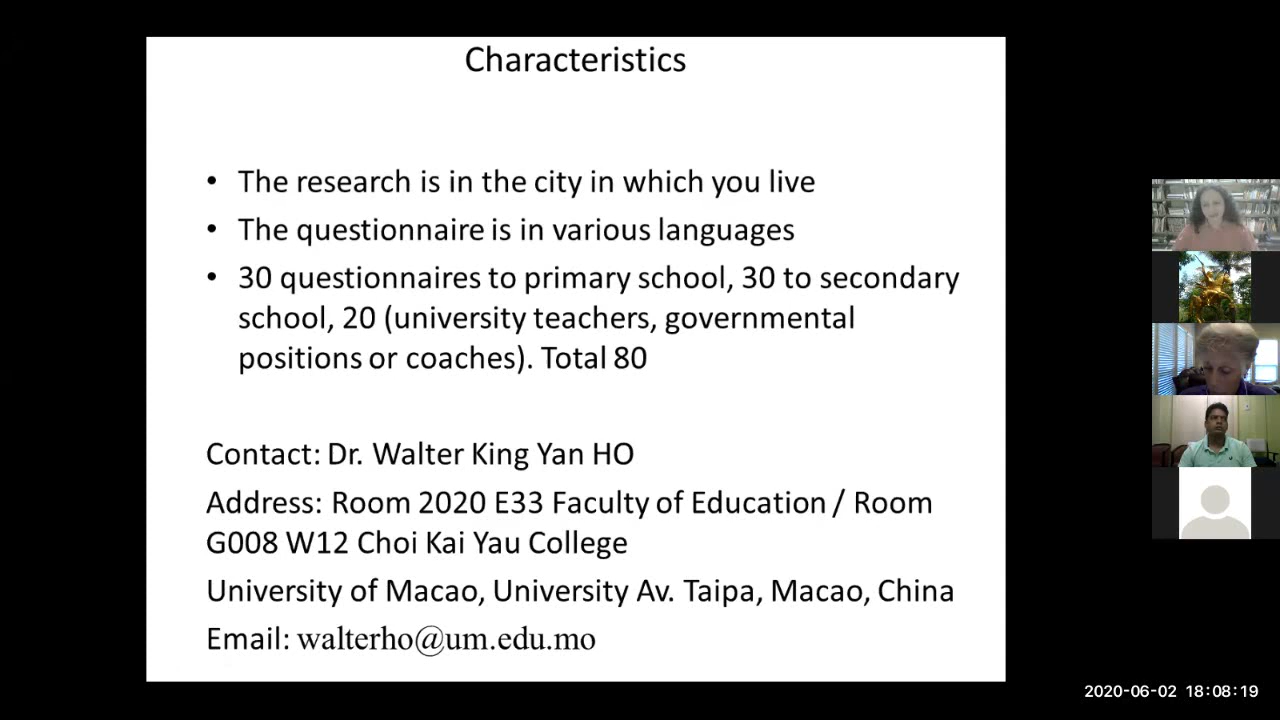 Characteristics
• The research is in the city in which you live
• The questionnaire is in various languages
• 30 questionnaires to primary school, 30 to secondary
school, 20 (university teachers, governmental
positions or coaches). Total 80
Contact: Dr. Walter King Yan HO
Address: Room 2020 E33 Faculty of Education / Room
G008 W12 Choi Kai Yau College
University of Macao, University Av. Taipa, Macao, China
Email: walterho@um.edu.mo
2020-06-02 18:08:19